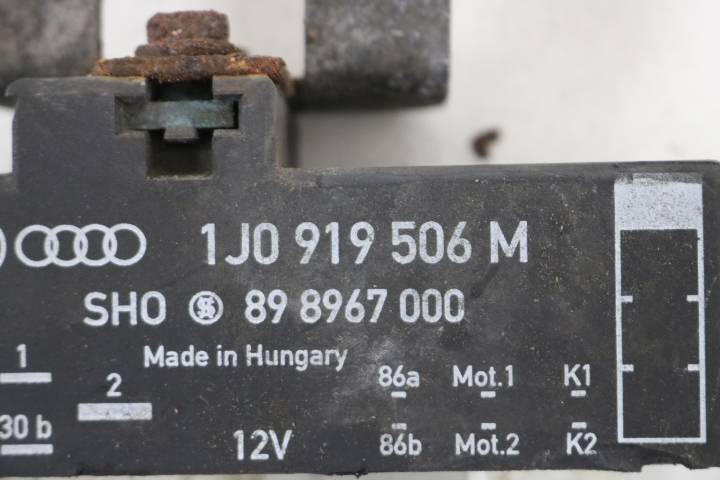 1J0 919 506 M
SHO 89 8967 000
Made in Hungary
1
2
86a Mot.1 K1
30 b
12V
86b Mot.2 K2